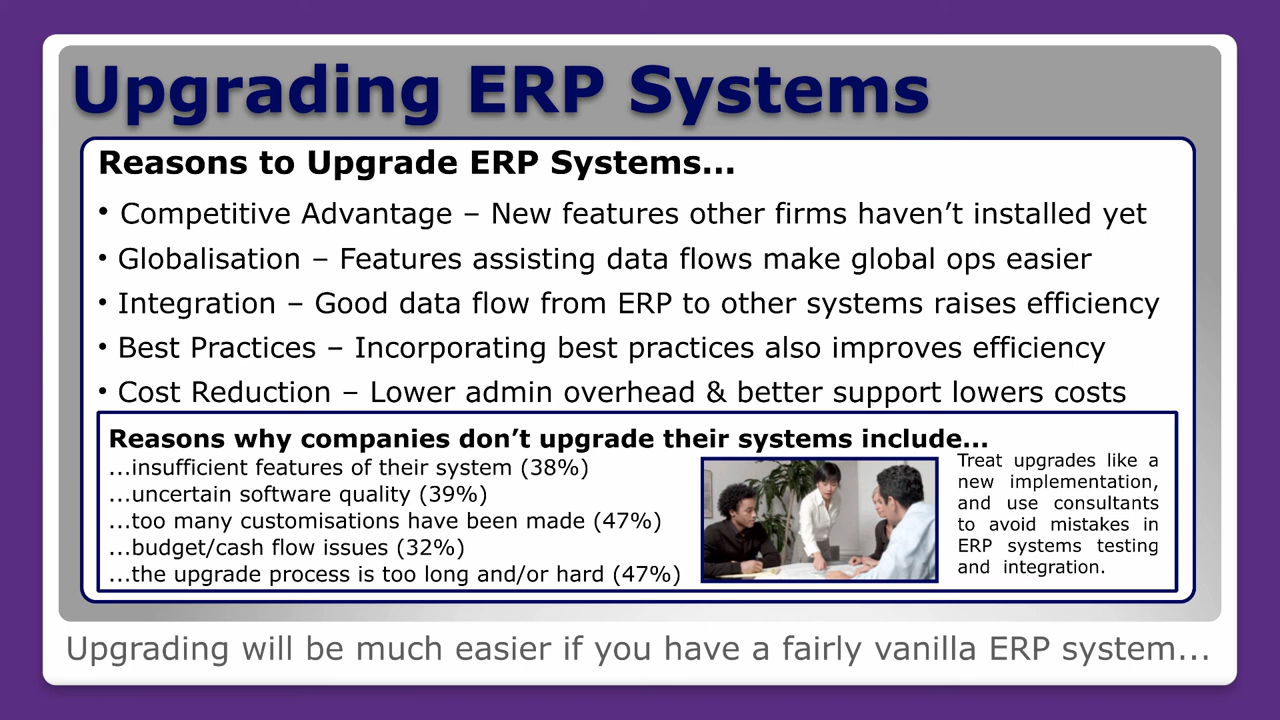 Upgrading ERP Systems
Reasons to Upgrade ERP Systems...
• Competitive Advantage – New features other firms haven’t installed yet
• Globalisation – Features assisting data flows make global ops easier
• Integration – Good data flow from ERP to other systems raises efficiency
• Best Practices – Incorporating best practices also improves efficiency
• Cost Reduction – Lower admin overhead & better support lowers costs
Reasons why companies don’t upgrade their systems include...
...insufficient features of their system (38%)
...uncertain software quality (39%)
...too many customisations have been made (47%)
...budget/cash flow issues (32%)
...the upgrade process is too long and/or hard (47%)
Treat upgrades like a
new implementation,
and use consultants
to avoid mistakes in
ERP systems testing
and integration.
Upgrading will be much easier if you have a fairly vanilla ERP system...